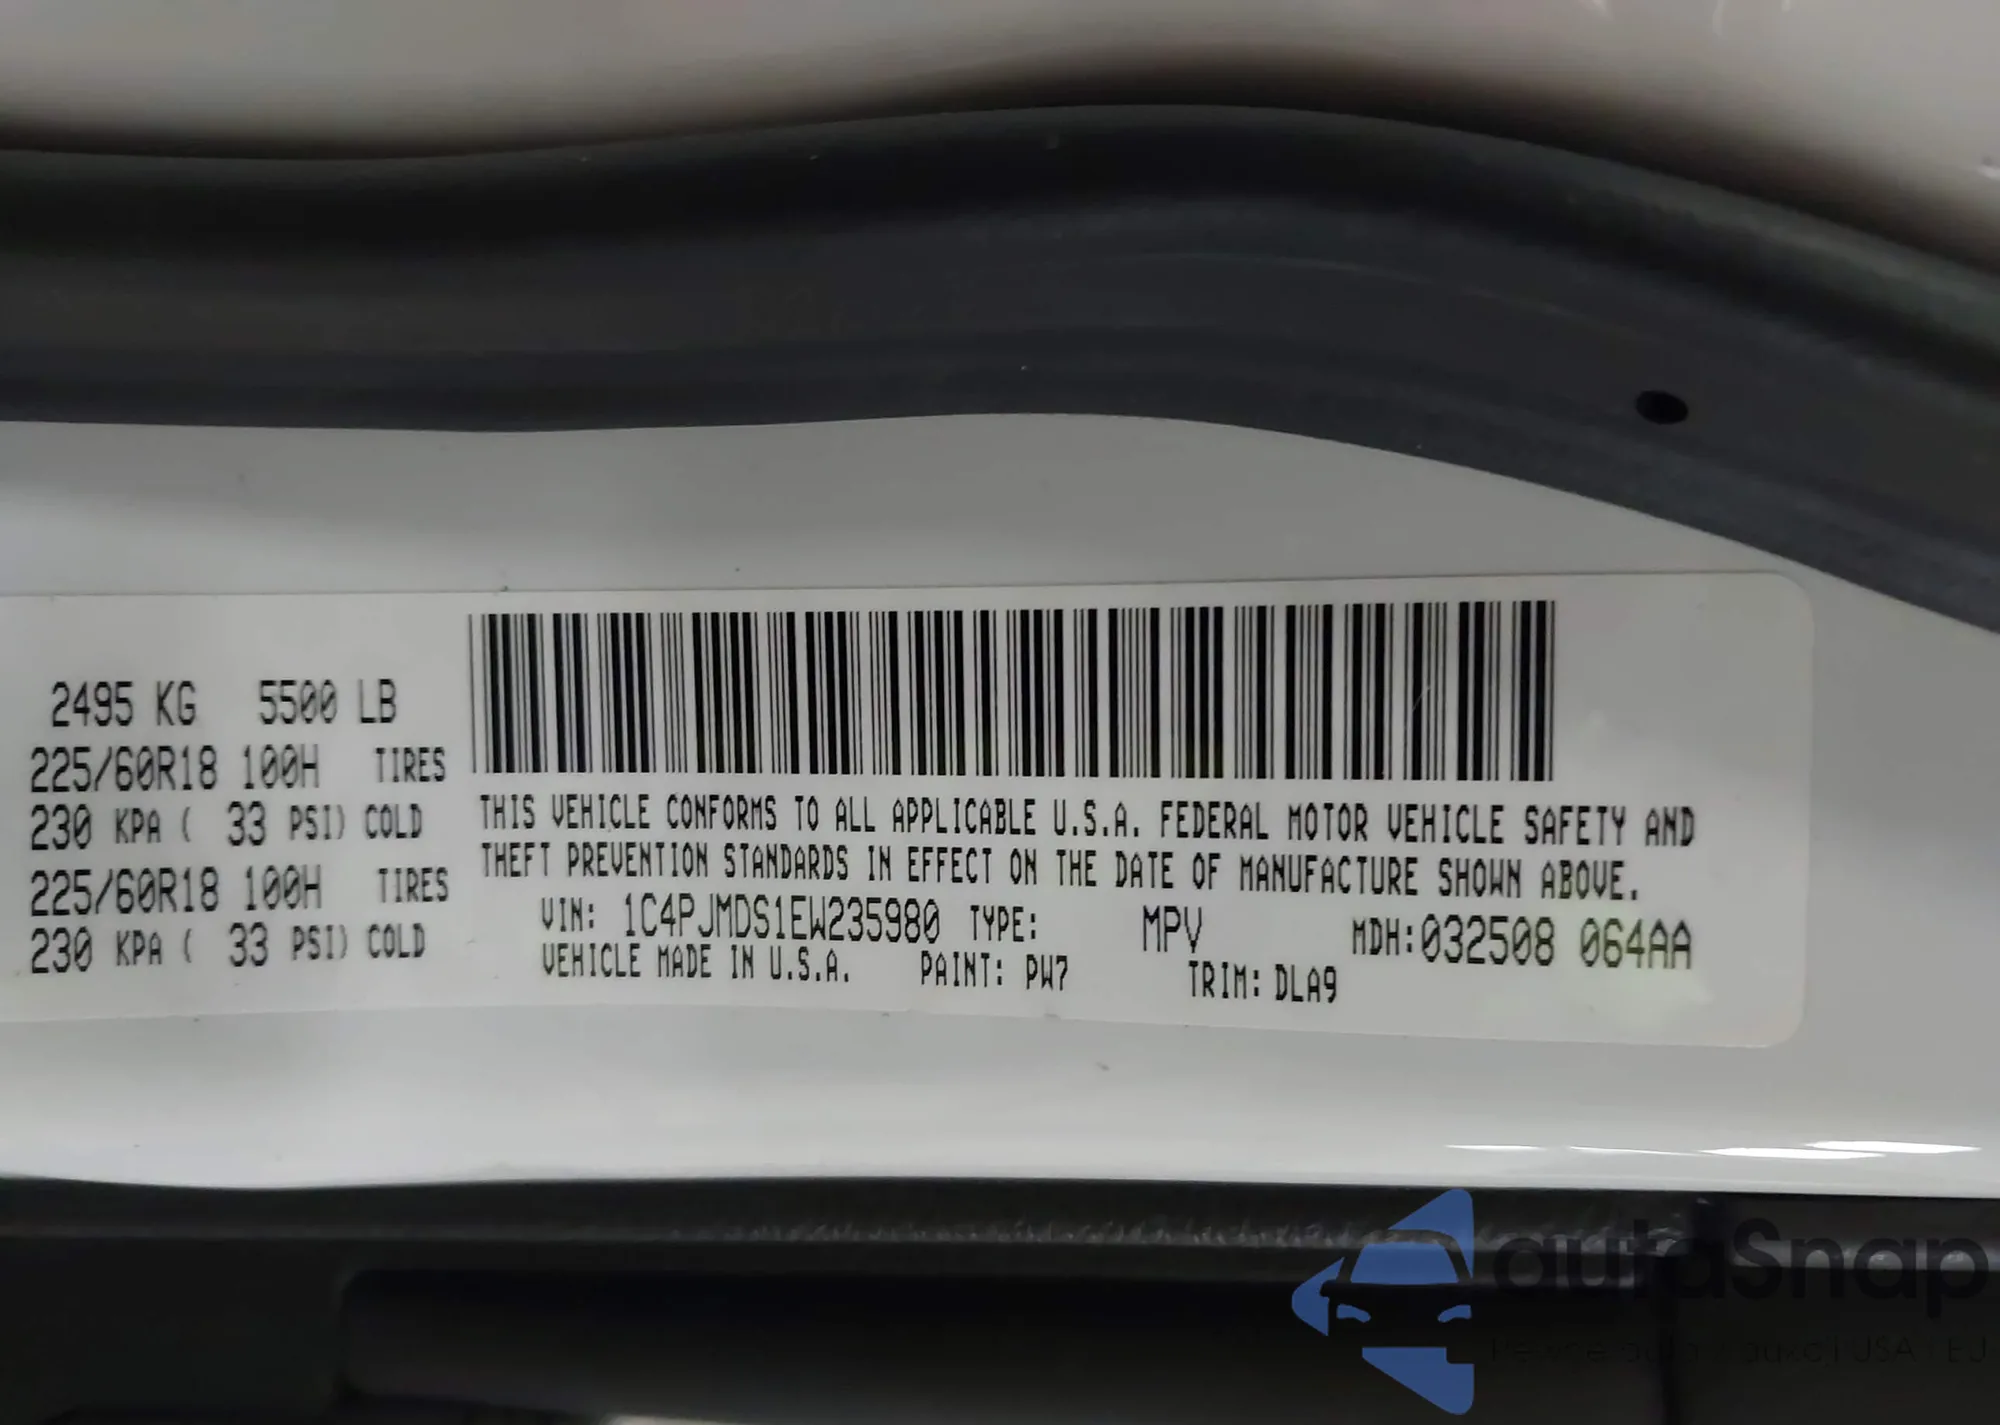 2495 KG 5500 LB
225/60R18 100H TIRES
230 KPA ( 33 PSI) COLD
225/60R18 100H TIRES
230 KPA ( 33 PSI) COLD
THIS VEHICLE CONFORMS TO ALL APPLICABLE U.S.A. FEDERAL MOTOR VEHICLE SAFETY AND
THEFT PREVENTION STANDARDS IN EFFECT ON THE DATE OF MANUFACTURE SHOWN ABOVE.
VIN: 1C4PJMDS1EW235980 TYPE: MPV MDH:032508 064AA
VEHICLE MADE IN U.S.A. PAINT: PW7 TRIM: DLA9
autoSnap